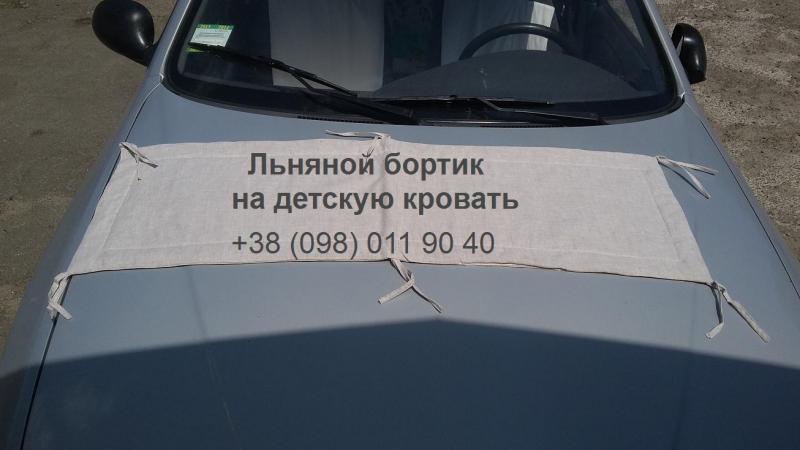 Льняной бортик
на детскую кровать
+38 (098) 011 90 40